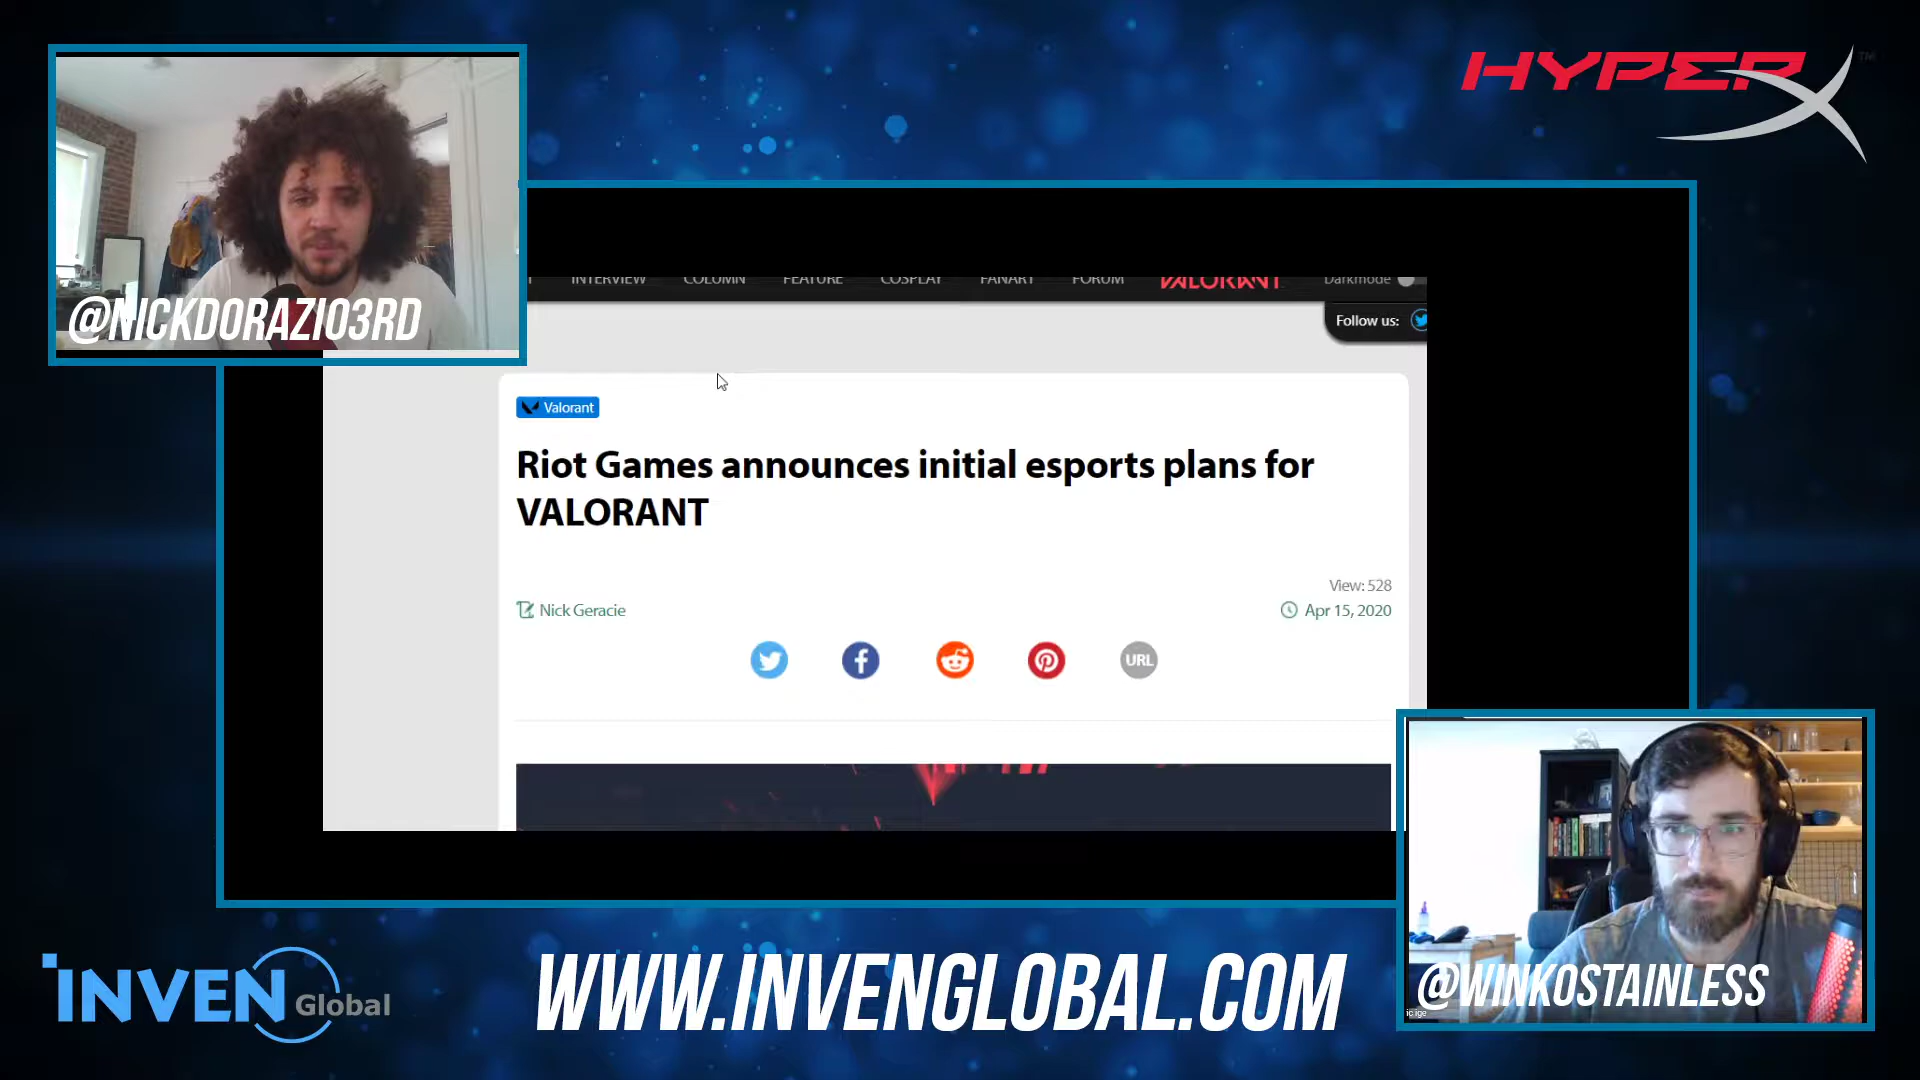 HYPERX™
INTERVIEW COLUMN FEATURE COSPLAY FANART FORUM VALORANT Darkmode
Follow us:
@NICKDORAZIO3RD
Valorant
Riot Games announces initial esports plans for
VALORANT
View: 528
Nick Geracie
Apr 15, 2020
URL
@WINKOSTAINLESS
INVEN Global
WWW.INVENGLOBAL.COM